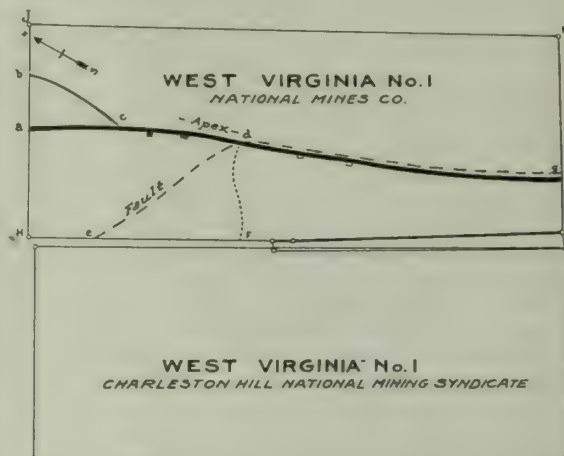 b
WEST VIRGINIA No. 1
NATIONAL MINES CO.
c
a
- Apex - d
g
Fault
H
e
F
WEST VIRGINIA No. 1
CHARLESTON HILL NATIONAL MINING SYNDICATE